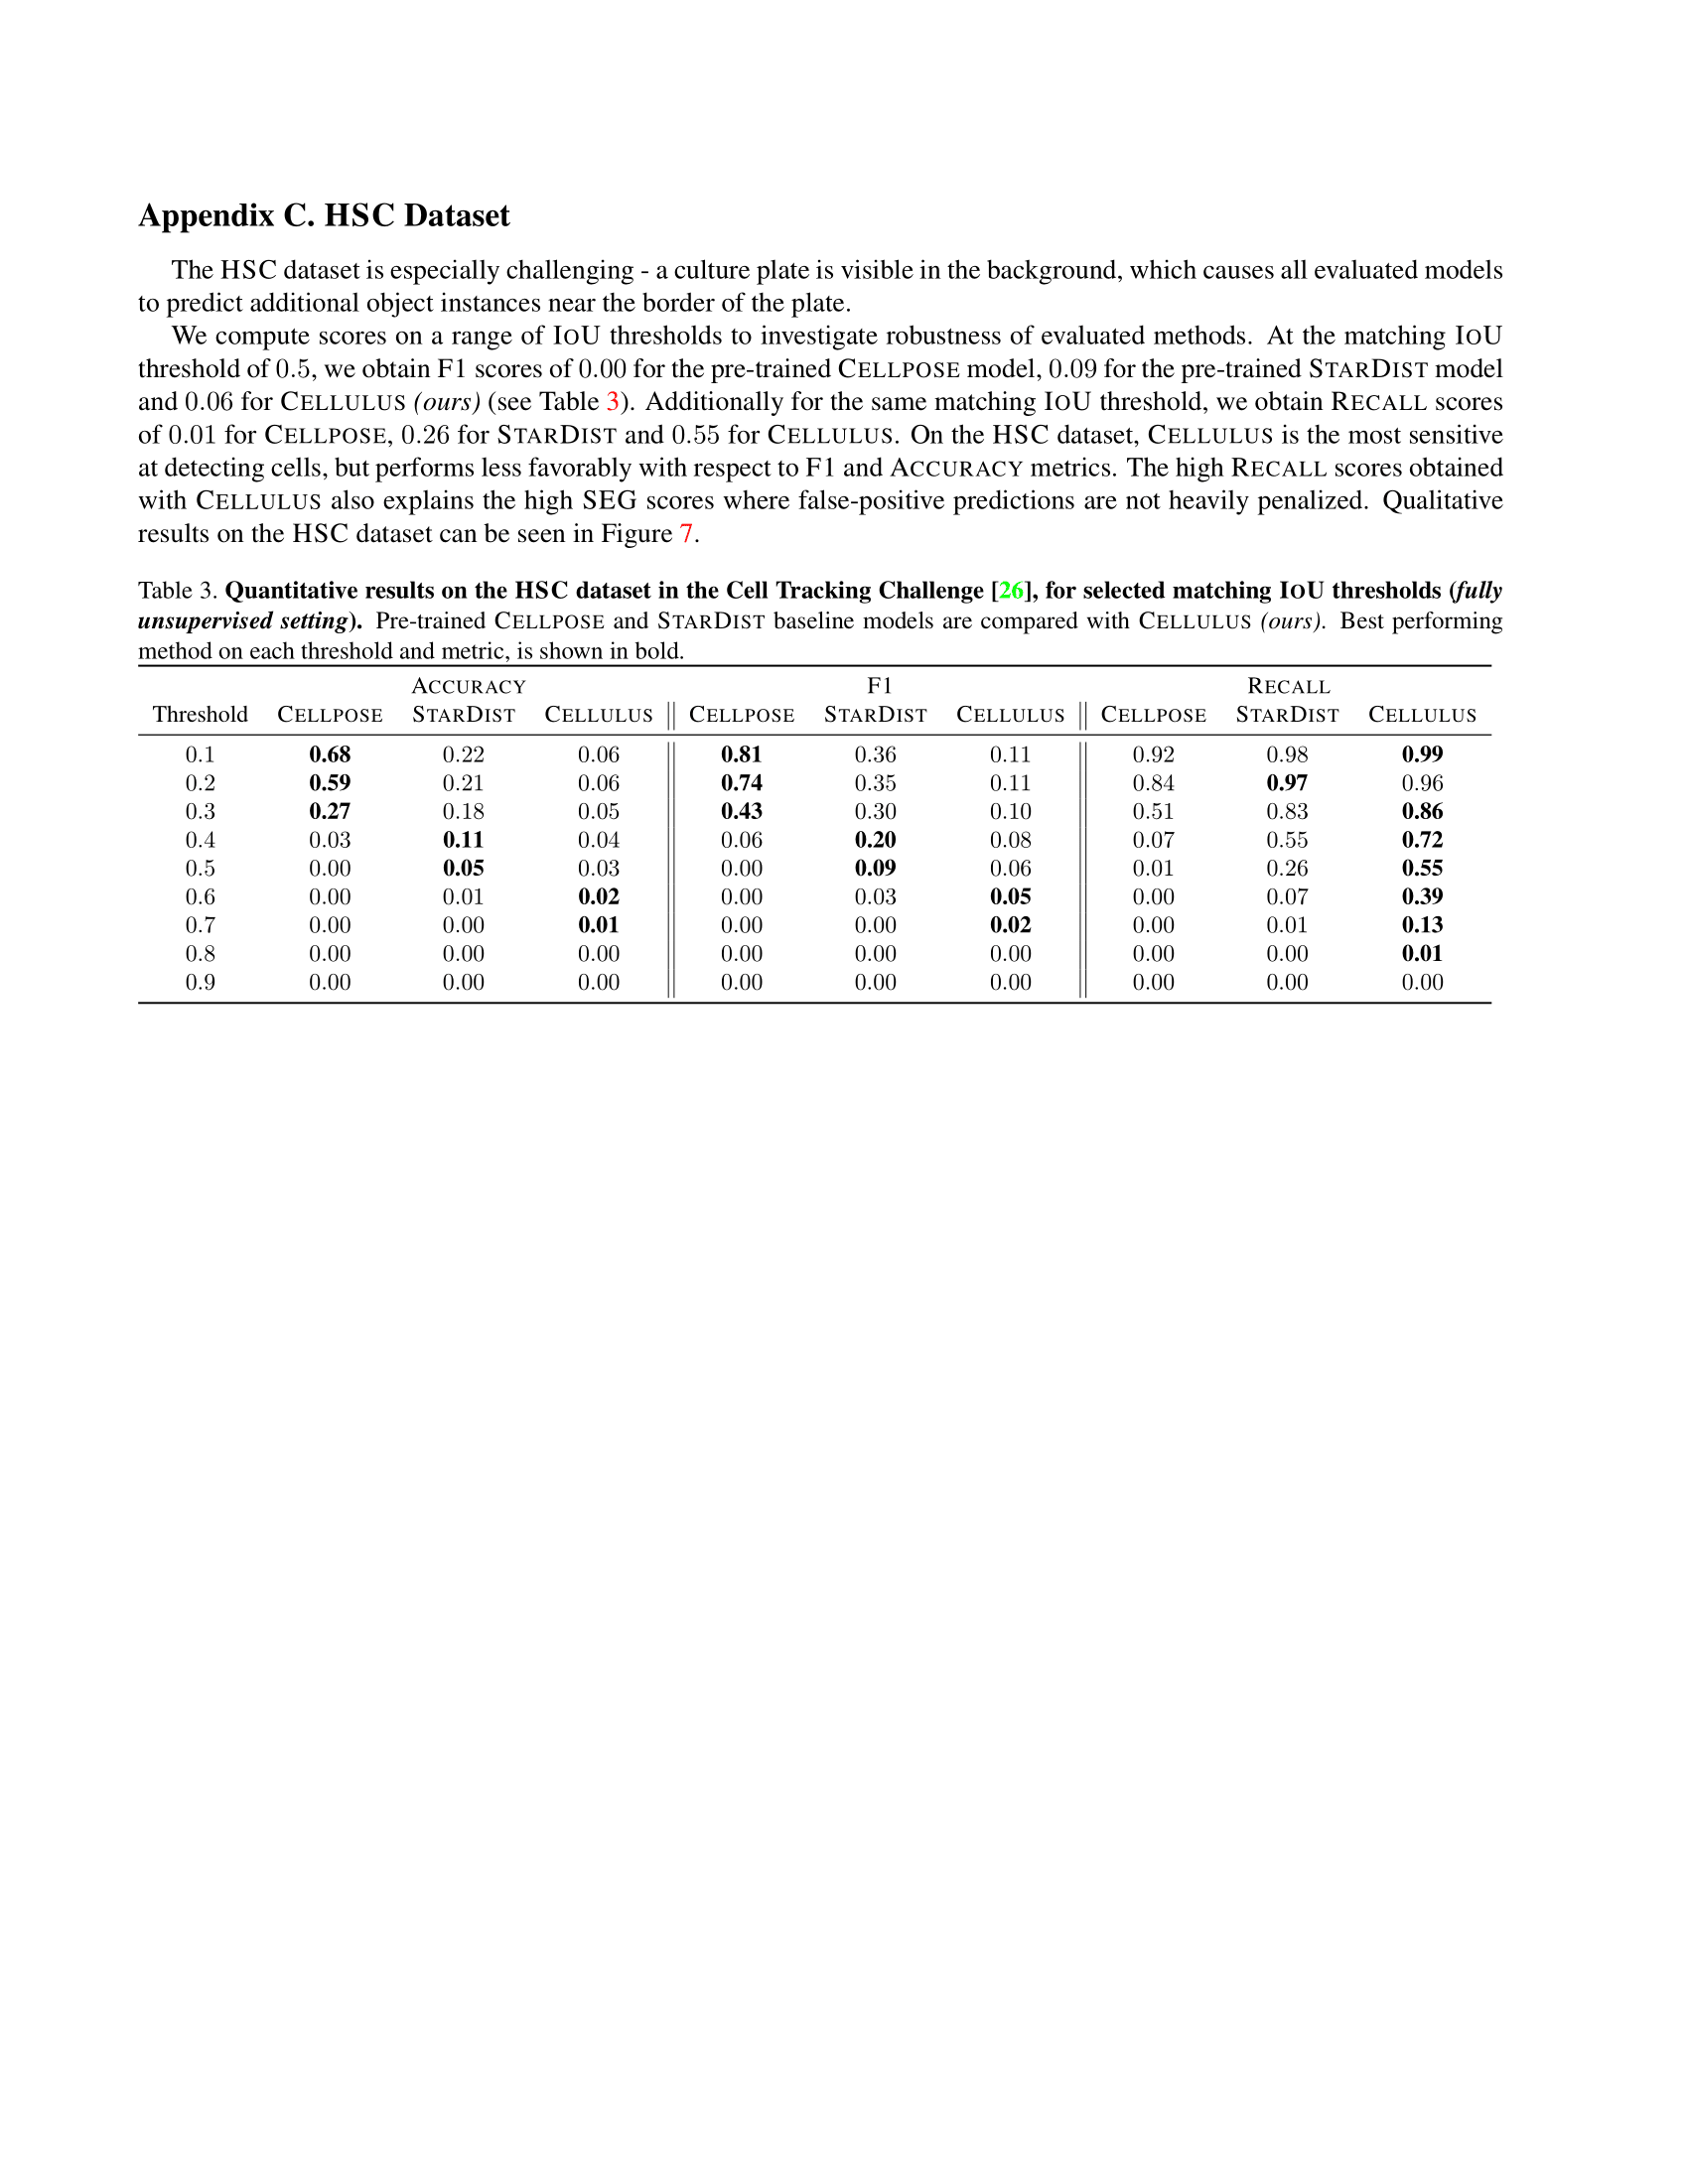 Appendix C. HSC Dataset
The HSC dataset is especially challenging - a culture plate is visible in the background, which causes all evaluated models
to predict additional object instances near the border of the plate.
We compute scores on a range of IOU thresholds to investigate robustness of evaluated methods. At the matching IOU
threshold of 0.5, we obtain F1 scores of 0.00 for the pre-trained CELLPOSE model, 0.09 for the pre-trained STARDIST model
and 0.06 for CELLULUS (ours) (see Table 3). Additionally for the same matching IOU threshold, we obtain RECALL scores
of 0.01 for CELLPOSE, 0.26 for STARDIST and 0.55 for CELLULUS. On the HSC dataset, CELLULUS is the most sensitive
at detecting cells, but performs less favorably with respect to F1 and ACCURACY metrics. The high RECALL scores obtained
with CELLULUS also explains the high SEG scores where false-positive predictions are not heavily penalized. Qualitative
results on the HSC dataset can be seen in Figure 7.
Table 3. Quantitative results on the HSC dataset in the Cell Tracking Challenge [26], for selected matching IOU thresholds (fully
unsupervised setting). Pre-trained CELLPOSE and STARDIST baseline models are compared with CELLULUS (ours). Best performing
method on each threshold and metric, is shown in bold.
ACCURACY F1 RECALL
Threshold CELLPOSE STARDIST CELLULUS CELLPOSE STARDIST CELLULUS CELLPOSE STARDIST CELLULUS
0.1 0.68 0.22 0.06 0.81 0.36 0.11 0.92 0.98 0.99
0.2 0.59 0.21 0.06 0.74 0.35 0.11 0.84 0.97 0.96
0.3 0.27 0.18 0.05 0.43 0.30 0.10 0.51 0.83 0.86
0.4 0.03 0.11 0.04 0.06 0.20 0.08 0.07 0.55 0.72
0.5 0.00 0.05 0.03 0.00 0.09 0.06 0.01 0.26 0.55
0.6 0.00 0.01 0.02 0.00 0.03 0.05 0.00 0.07 0.39
0.7 0.00 0.00 0.01 0.00 0.00 0.02 0.00 0.01 0.13
0.8 0.00 0.00 0.00 0.00 0.00 0.00 0.00 0.00 0.01
0.9 0.00 0.00 0.00 0.00 0.00 0.00 0.00 0.00 0.00